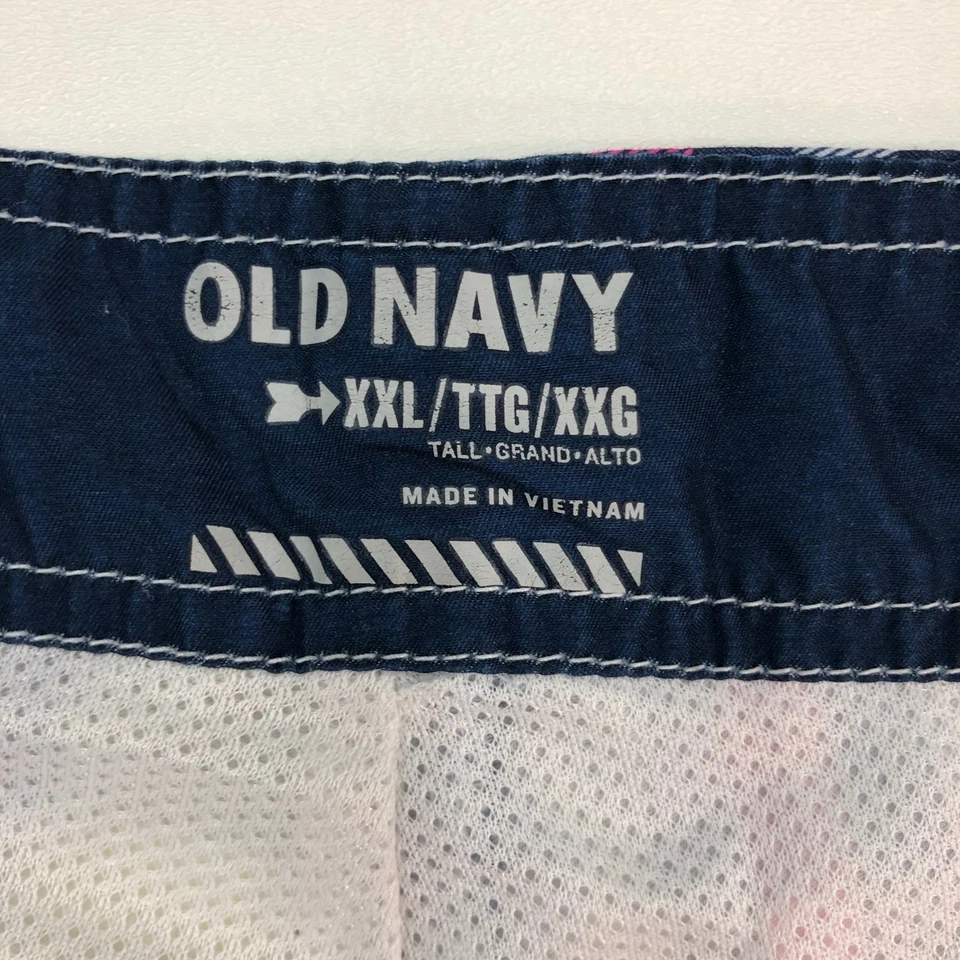 OLD NAVY
XXL/TTG/XXG
TALL•GRAND•ALTO
MADE IN VIETNAM